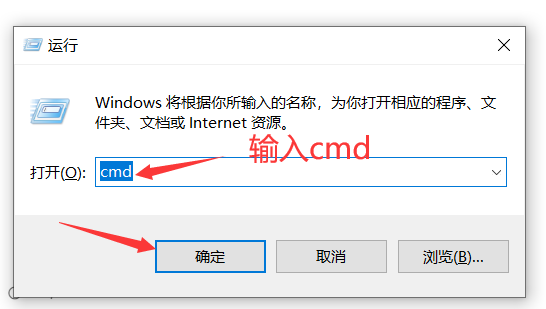 运行
Windows 将根据你所输入的名称，为你打开相应的程序、文
件夹、文档或 Internet 资源。
输入cmd
打开(O): cmd
确定 取消 浏览(B)...